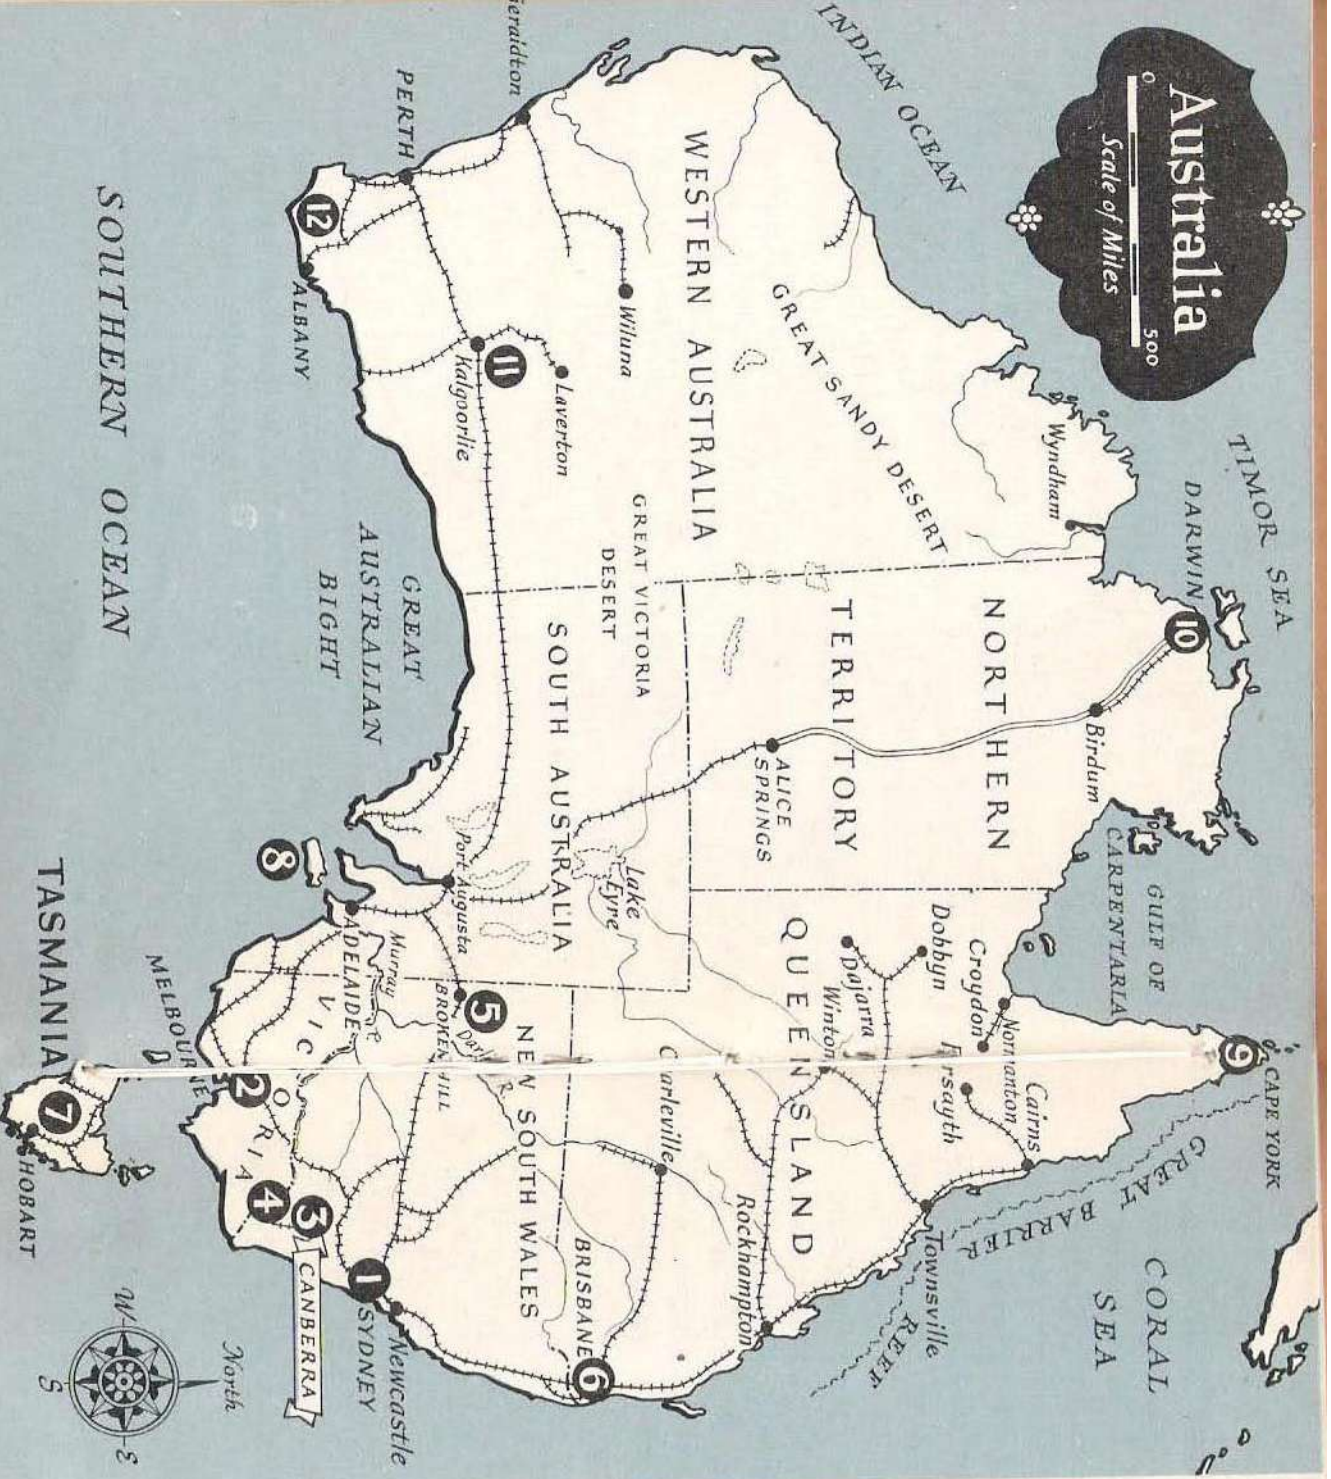 Australia
Scale of Miles
0
500
INDIAN OCEAN
TIMOR SEA
DARWIN
10
Wyndham
Birdum
GULF OF
CARPENTARIA
9
CAPE YORK
GREAT BARRIER
REEF
CORAL
SEA
GREAT SANDY DESERT
NORTHERN
TERRITORY
ALICE
SPRINGS
Dobbyn
Croydon
Normanton
Forsayth
Cairns
Townsville
Dajarra
Winton
QUEENSLAND
Rockhampton
Charleville
BRISBANE
6
WESTERN AUSTRALIA
Geraldton
Wiluna
Laverton
11
Kalgoorlie
PERTH
12
ALBANY
GREAT VICTORIA
DESERT
SOUTH AUSTRALIA
Lake
Eyre
Port Augusta
GREAT
AUSTRALIAN
BIGHT
8
ADELAIDE
Murray
R
5
BROKEN HILL
Darl
R.
NEW SOUTH WALES
Newcastle
1
SYDNEY
3
CANBERRA
4
VICTORIA
2
MELBOURNE
TASMANIA
7
HOBART
SOUTHERN OCEAN
North
W
E
S